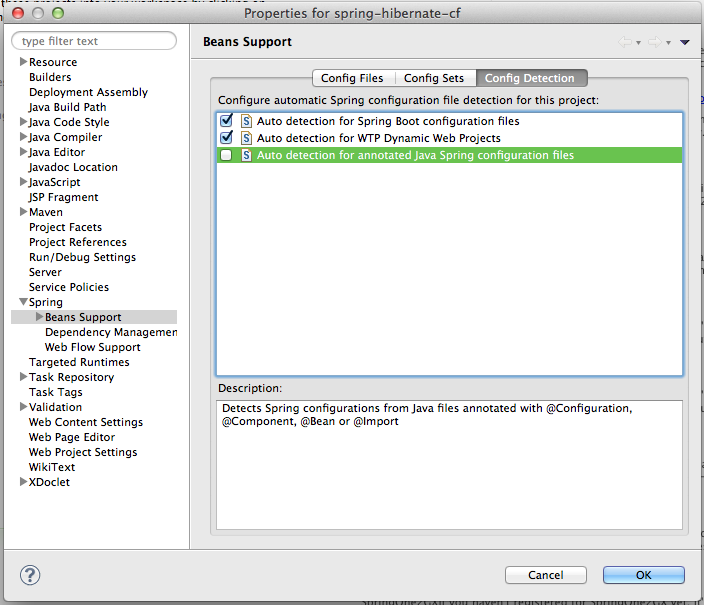 Properties for spring-hibernate-cf
type filter text
Resource
Builders
Deployment Assembly
Java Build Path
Java Code Style
Java Compiler
Java Editor
Javadoc Location
JavaScript
JSP Fragment
Maven
Project Facets
Project References
Run/Debug Settings
Server
Service Policies
Spring
Beans Support
Dependency Managemen
Web Flow Support
Targeted Runtimes
Task Repository
Task Tags
Validation
Web Content Settings
Web Page Editor
Web Project Settings
WikiText
XDoclet
Beans Support
Config Files
Config Sets
Config Detection
Configure automatic Spring configuration file detection for this project:
Auto detection for Spring Boot configuration files
Auto detection for WTP Dynamic Web Projects
Auto detection for annotated Java Spring configuration files
Description:
Detects Spring configurations from Java files annotated with @Configuration,
@Component, @Bean or @Import
Cancel
OK